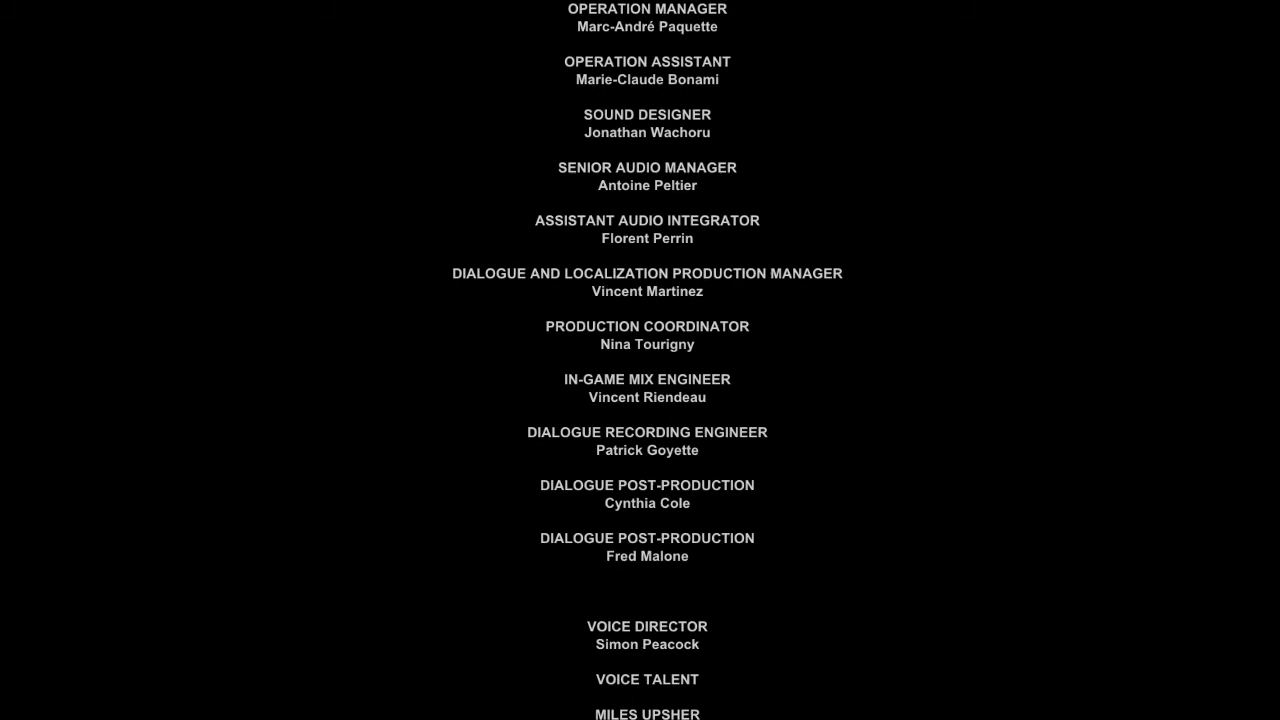 OPERATION MANAGER
Marc-André Paquette
OPERATION ASSISTANT
Marie-Claude Bonami
SOUND DESIGNER
Jonathan Wachoru
SENIOR AUDIO MANAGER
Antoine Peltier
ASSISTANT AUDIO INTEGRATOR
Florent Perrin
DIALOGUE AND LOCALIZATION PRODUCTION MANAGER
Vincent Martinez
PRODUCTION COORDINATOR
Nina Tourigny
IN-GAME MIX ENGINEER
Vincent Riendeau
DIALOGUE RECORDING ENGINEER
Patrick Goyette
DIALOGUE POST-PRODUCTION
Cynthia Cole
DIALOGUE POST-PRODUCTION
Fred Malone
VOICE DIRECTOR
Simon Peacock
VOICE TALENT
MILES UPSHER